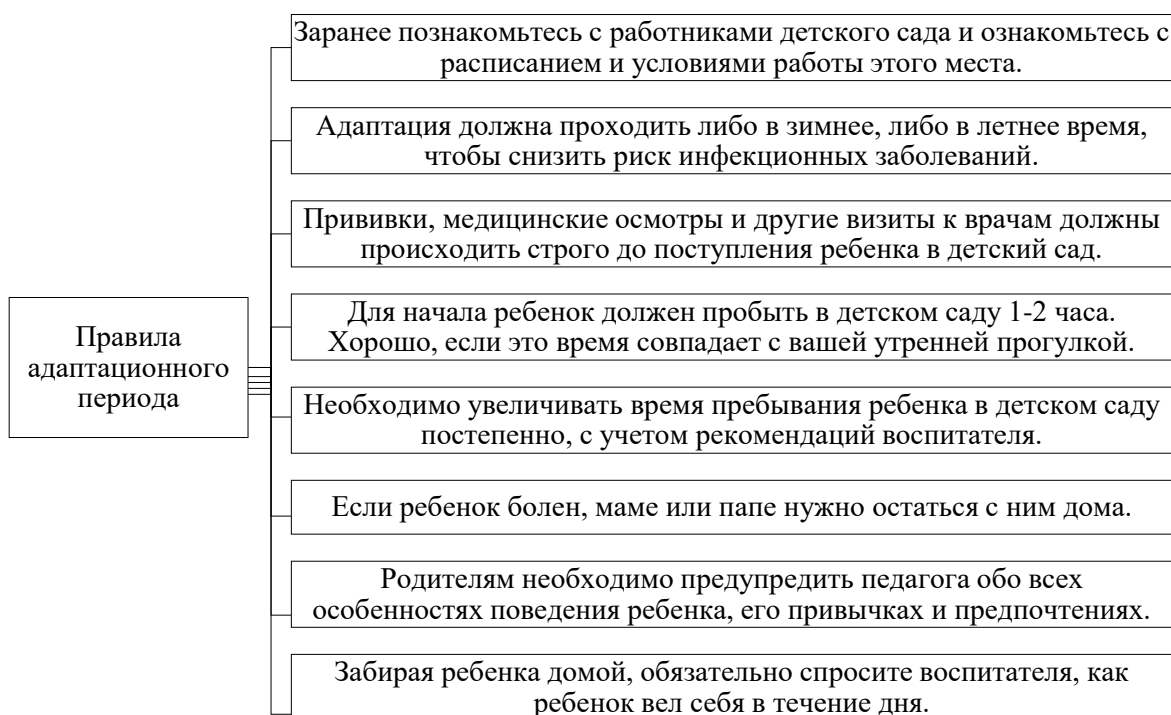 Заранее познакомьтесь с работниками детского сада и ознакомьтесь с
расписанием и условиями работы этого места.
Адаптация должна проходить либо в зимнее, либо в летнее время,
чтобы снизить риск инфекционных заболеваний.
Прививки, медицинские осмотры и другие визиты к врачам должны
происходить строго до поступления ребенка в детский сад.
Правила
адаптационного
периода
Для начала ребенок должен пробыть в детском саду 1-2 часа.
Хорошо, если это время совпадает с вашей утренней прогулкой.
Необходимо увеличивать время пребывания ребенка в детском саду
постепенно, с учетом рекомендаций воспитателя.
Если ребенок болен, маме или папе нужно остаться с ним дома.
Родителям необходимо предупредить педагога обо всех
особенностях поведения ребенка, его привычках и предпочтениях.
Забирая ребенка домой, обязательно спросите воспитателя, как
ребенок вел себя в течение дня.